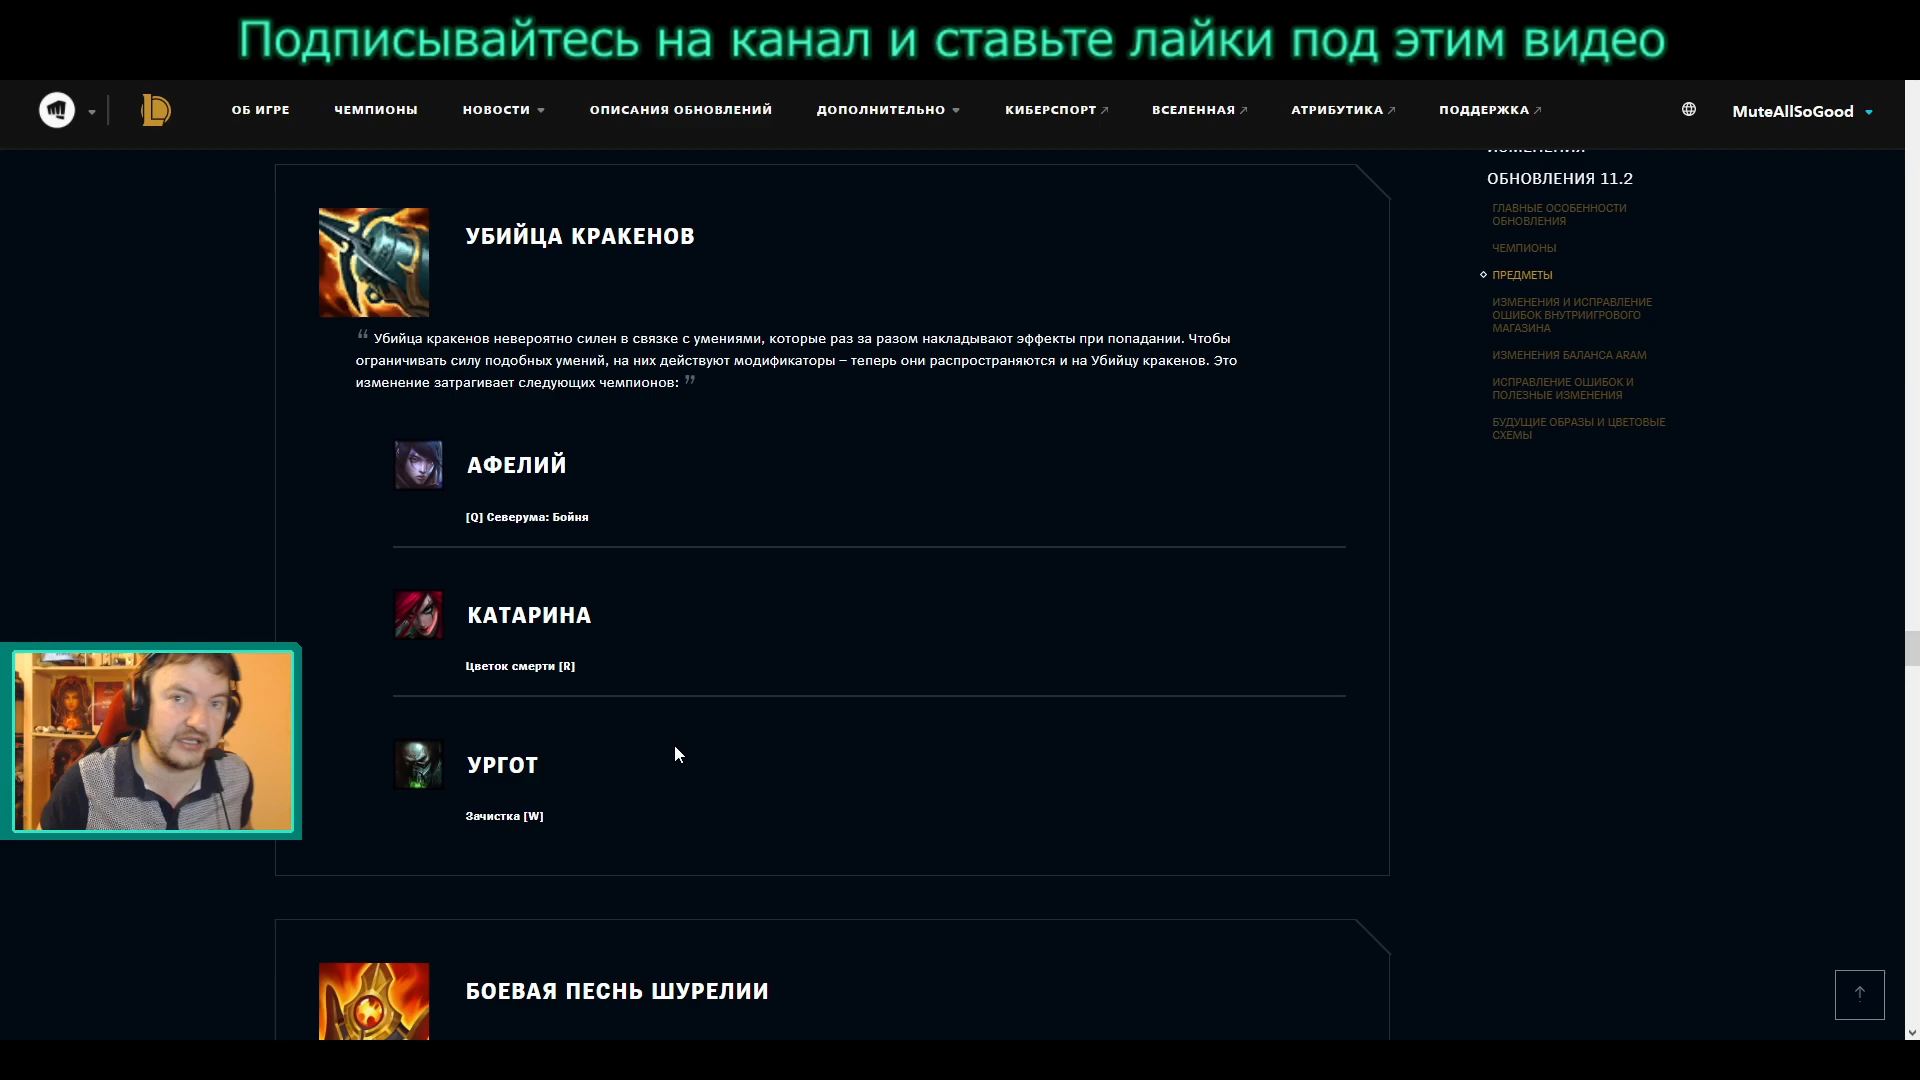 Подписывайтесь на канал и ставьте лайки под этим видео
ОБ ИГРЕ ЧЕМПИОНЫ НОВОСТИ ОПИСАНИЯ ОБНОВЛЕНИЙ ДОПОЛНИТЕЛЬНО КИБЕРСПОРТ ВСЕЛЕННАЯ АТРИБУТИКА ПОДДЕРЖКА MuteAllSoGood
УБИЙЦА КРАКЕНОВ
“ Убийца кракенов невероятно силен в связке с умениями, которые раз за разом накладывают эффекты при попадании. Чтобы
ограничивать силу подобных умений, на них действуют модификаторы – теперь они распространяются и на Убийцу кракенов. Это
изменение затрагивает следующих чемпионов: ”
АФЕЛИЙ
[Q] Северума: Бойня
КАТАРИНА
Цветок смерти [R]
УРГОТ
Зачистка [W]
БОЕВАЯ ПЕСНЬ ШУРЕЛИИ
ИЗМЕНЕНИЯ
ОБНОВЛЕНИЯ 11.2
ГЛАВНЫЕ ОСОБЕННОСТИ
ОБНОВЛЕНИЯ
ЧЕМПИОНЫ
ПРЕДМЕТЫ
ИЗМЕНЕНИЯ И ИСПРАВЛЕНИЕ
ОШИБОК ВНУТРИИГРОВОГО
МАГАЗИНА
ИЗМЕНЕНИЯ БАЛАНСА ARAM
ИСПРАВЛЕНИЕ ОШИБОК И
ПОЛЕЗНЫЕ ИЗМЕНЕНИЯ
БУДУЩИЕ ОБРАЗЫ И ЦВЕТОВЫЕ
СХЕМЫ